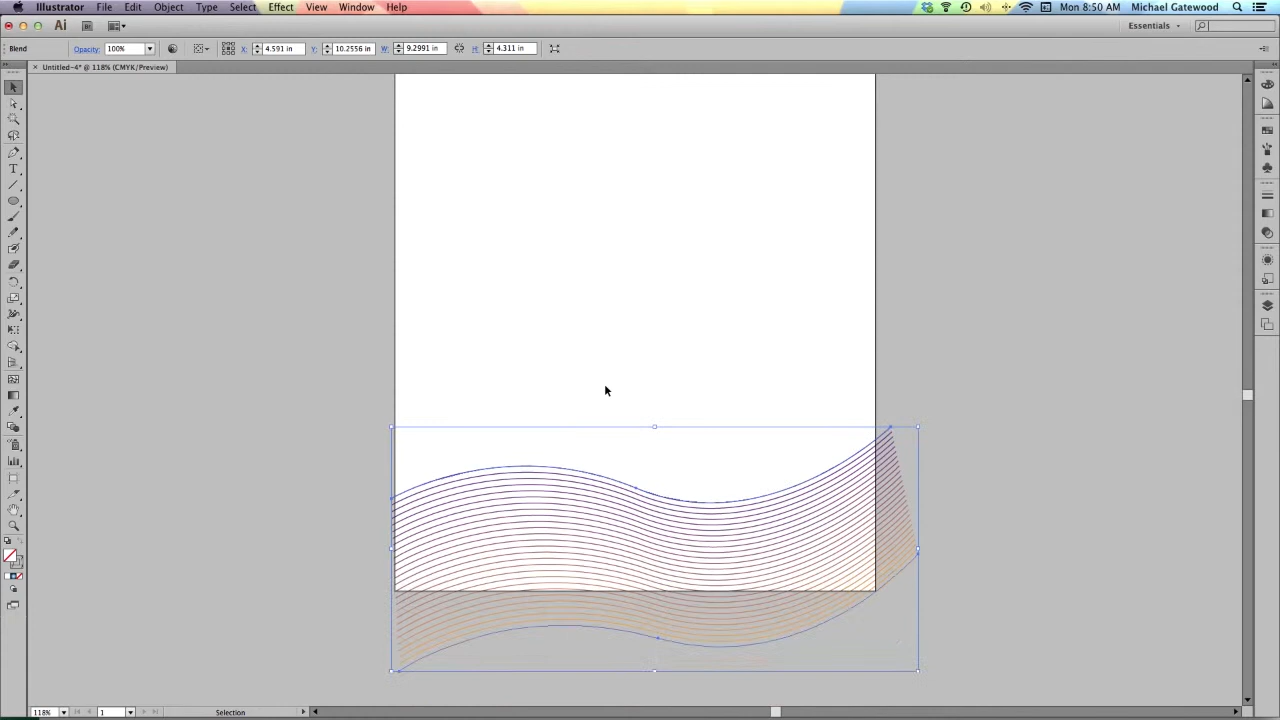 Illustrator File Edit Object Type Select Effect View Window Help Mon 8:50 AM Michael Gatewood
Ai Essentials
Blend Opacity: 100% X: 4.591 in Y: 10.2556 in W: 9.2991 in H: 4.311 in
× Untitled-4* @ 118% (CMYK/Preview)
118% 1 Selection